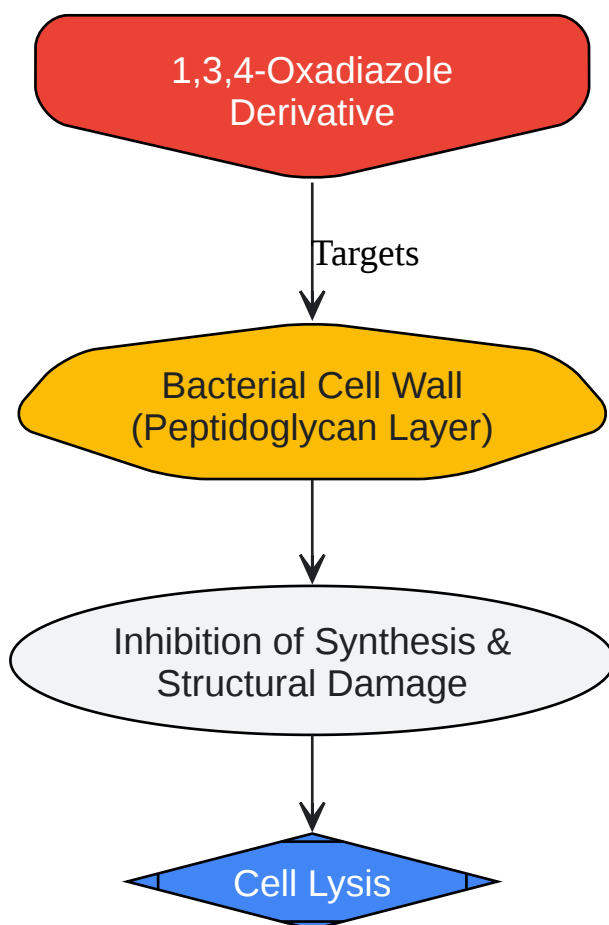 1,3,4-Oxadiazole
Derivative
Targets
Bacterial Cell Wall
(Peptidoglycan Layer)
Inhibition of Synthesis &
Structural Damage
Cell Lysis